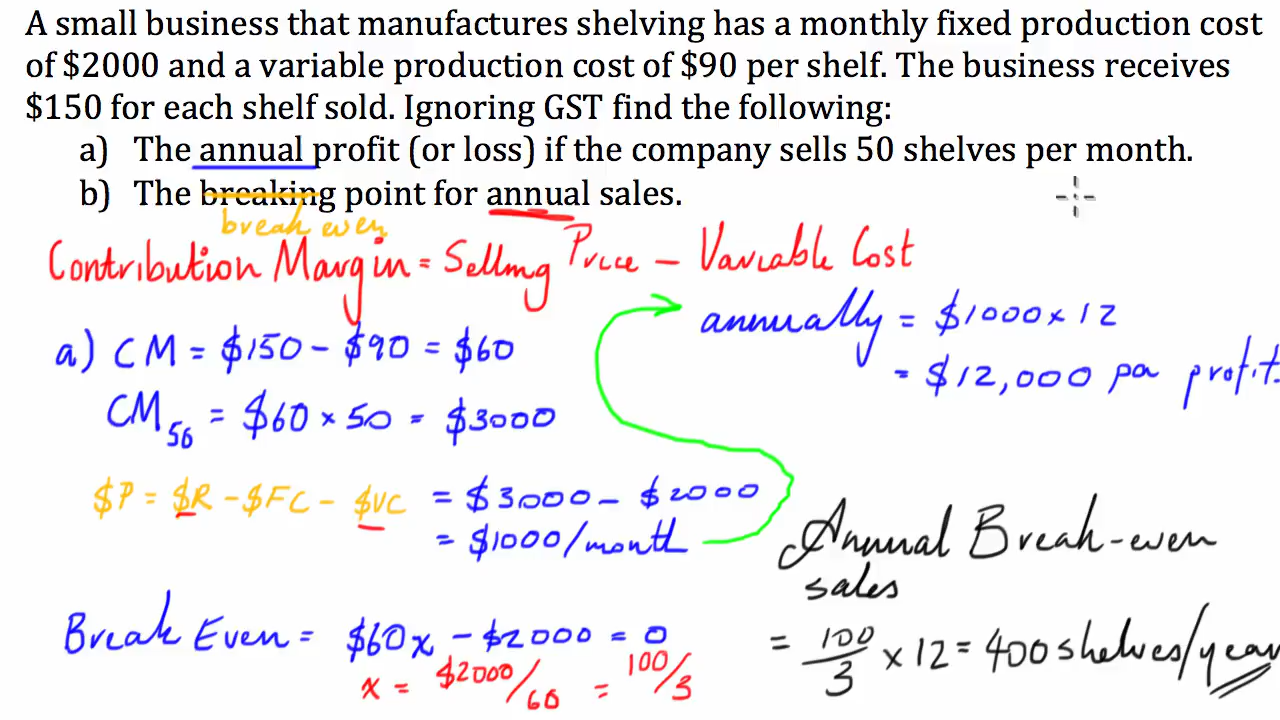 A small business that manufactures shelving has a monthly fixed production cost
of $2000 and a variable production cost of $90 per shelf. The business receives
$150 for each shelf sold. Ignoring GST find the following:
a) The annual profit (or loss) if the company sells 50 shelves per month.
b) The breaking point for annual sales.
break even
Contribution Margin = Selling Price - Variable Cost
a) CM = $150 - $90 = $60
CM50 = $60 × 50 = $3000
$P = $R - $FC - $VC = $3000 - $2000
= $1000/month
annually = $1000 × 12
= $12,000 pa profit.
Break Even = $60x - $2000 = 0
x = $2000/60 = 100/3
Annual Break-even
sales
= 100/3 × 12 = 400 shelves/year